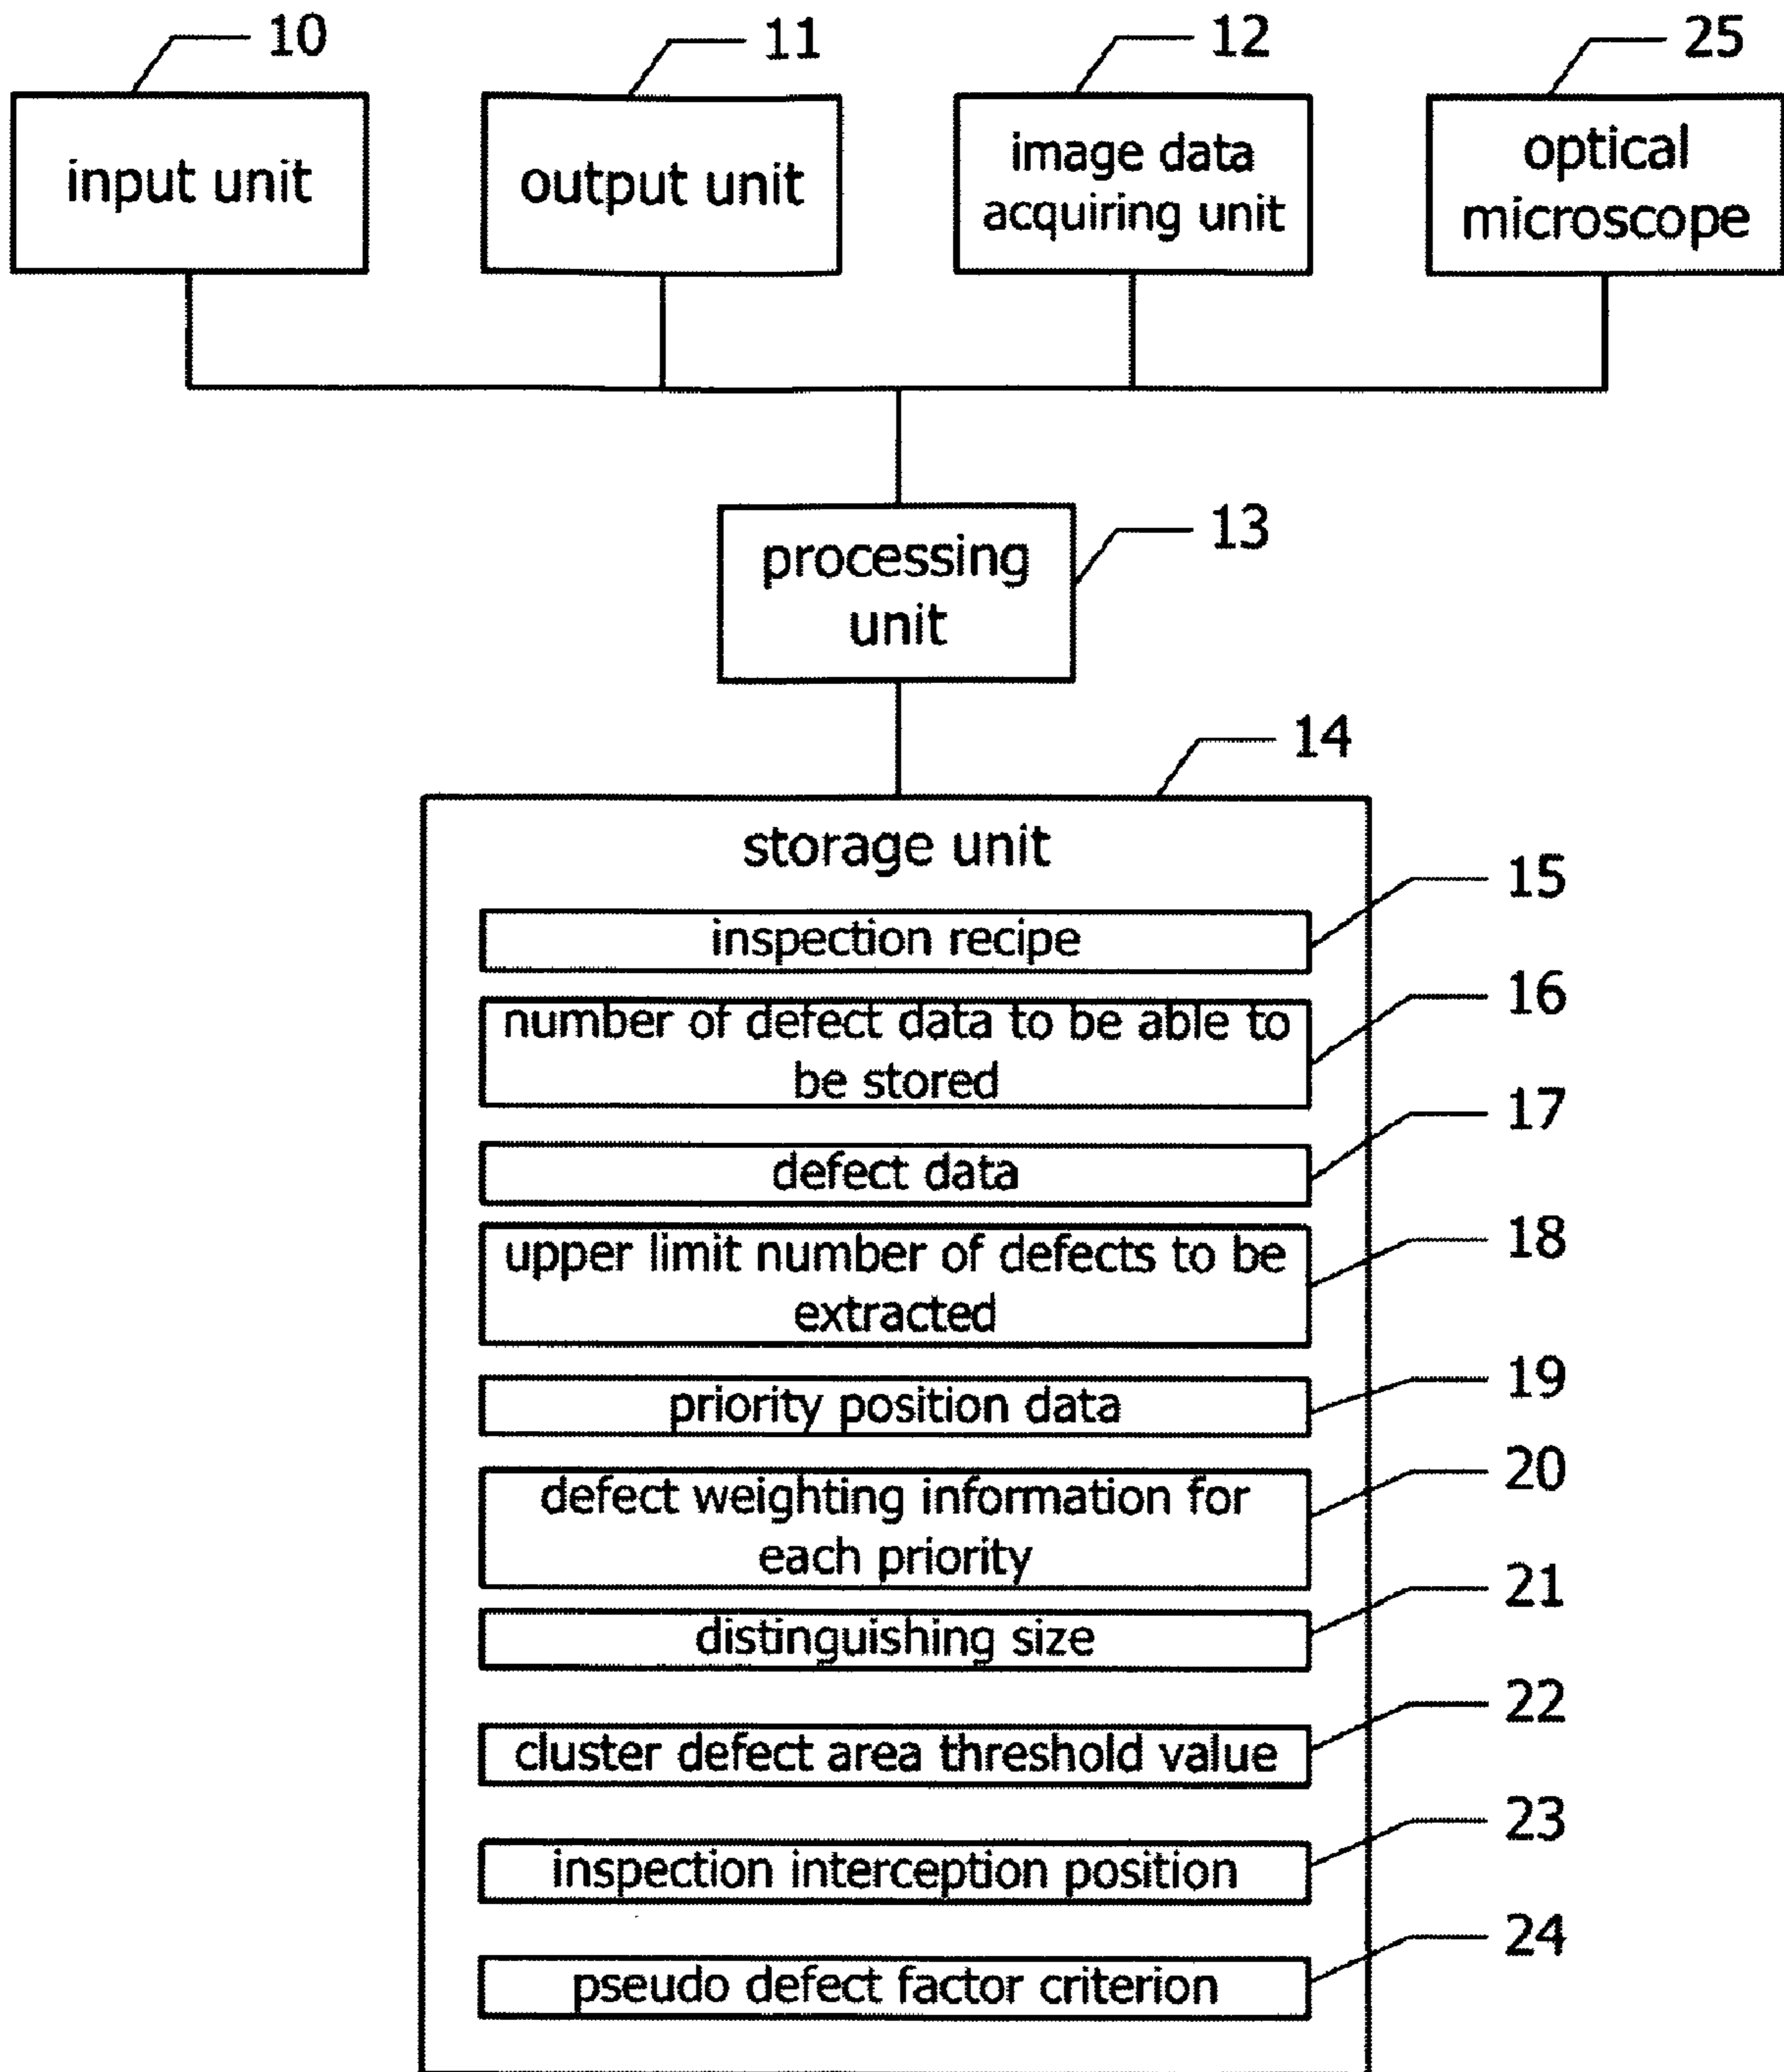 10
11
12
25
input unit
output unit
image data
acquiring unit
optical
microscope
13
processing
unit
14
storage unit
15
inspection recipe
16
number of defect data to be able to
be stored
17
defect data
18
upper limit number of defects to be
extracted
19
priority position data
20
defect weighting information for
each priority
21
distinguishing size
22
cluster defect area threshold value
23
inspection interception position
24
pseudo defect factor criterion